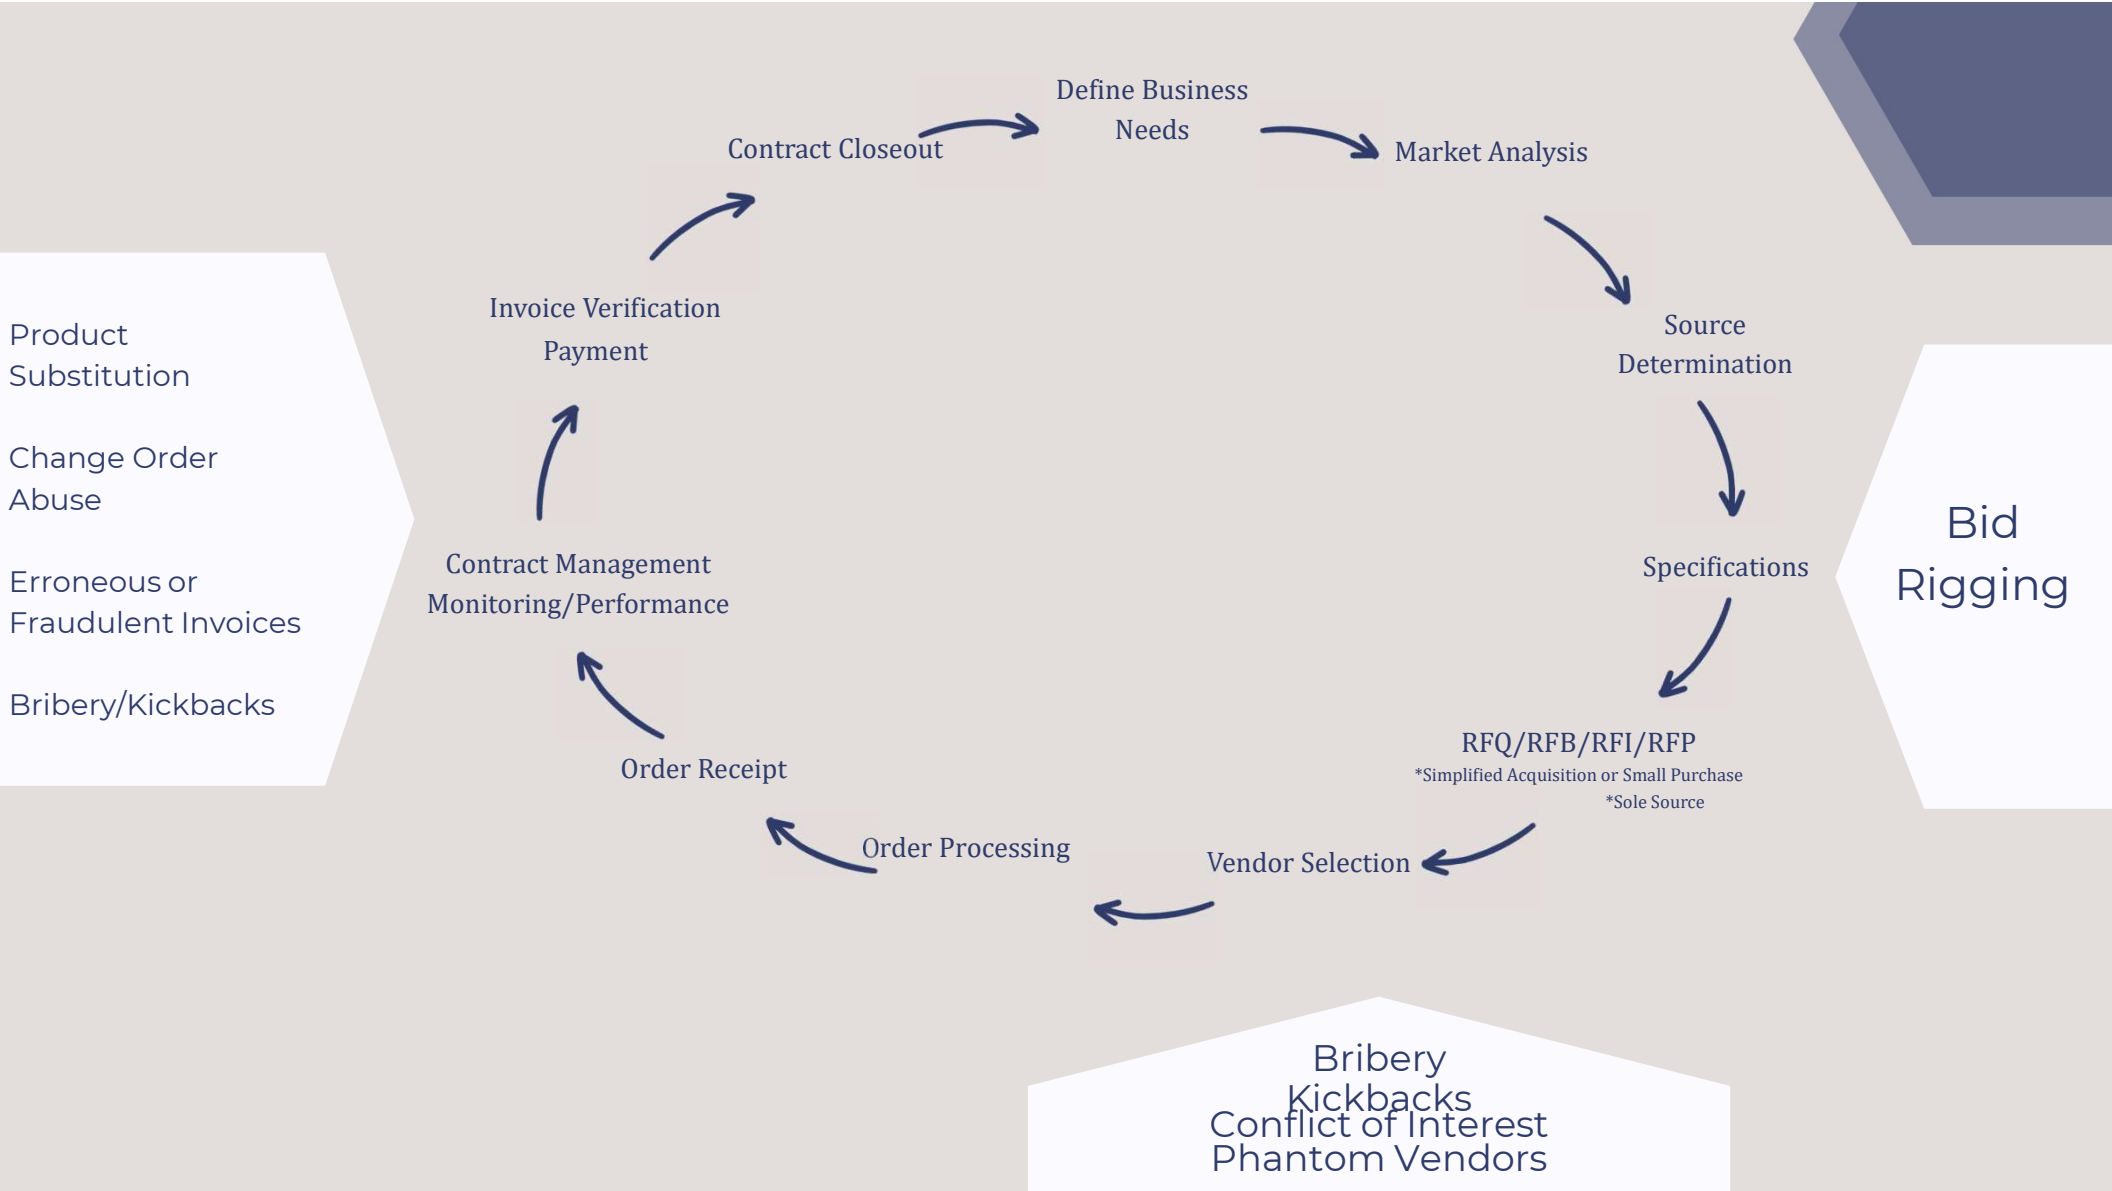 Define Business
Needs
Market Analysis
Source
Determination
Specifications
RFQ/RFB/RFI/RFP
*Simplified Acquisition or Small Purchase
*Sole Source
Vendor Selection
Order Processing
Order Receipt
Contract Management
Monitoring/Performance
Invoice Verification
Payment
Contract Closeout
Product
Substitution
Change Order
Abuse
Erroneous or
Fraudulent Invoices
Bribery/Kickbacks
Bid
Rigging
Bribery
Kickbacks
Conflict of Interest
Phantom Vendors